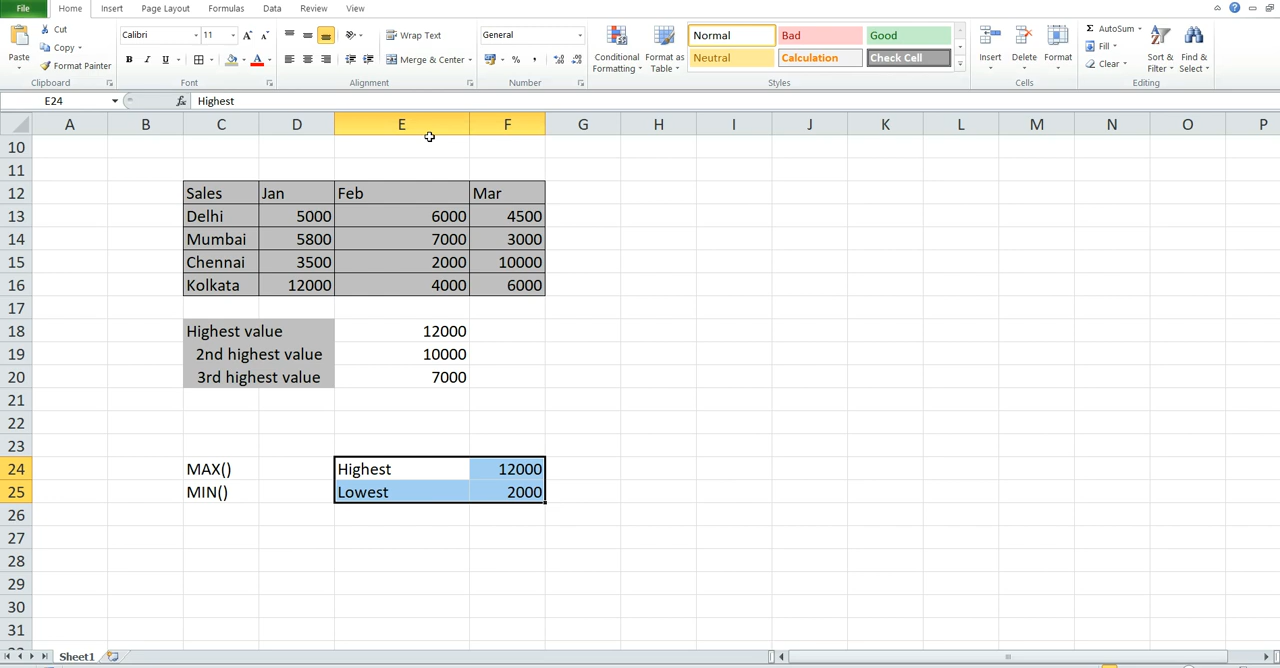 File Home Insert Page Layout Formulas Data Review View
Cut Calibri 11 Wrap Text General Normal Bad Good AutoSum
Copy Fill
Paste Format Painter Merge & Center Conditional Formatting Format as Table Neutral Calculation Check Cell Insert Delete Format Clear Sort & Filter Find & Select
Clipboard Font Alignment Number Styles Cells Editing
E24 fx Highest
A B C D E F G H I J K L M N O P
10
11
12 Sales Jan Feb Mar
13 Delhi 5000 6000 4500
14 Mumbai 5800 7000 3000
15 Chennai 3500 2000 10000
16 Kolkata 12000 4000 6000
17
18 Highest value 12000
19 2nd highest value 10000
20 3rd highest value 7000
21
22
23
24 MAX() Highest 12000
25 MIN() Lowest 2000
26
27
28
29
30
31
Sheet1